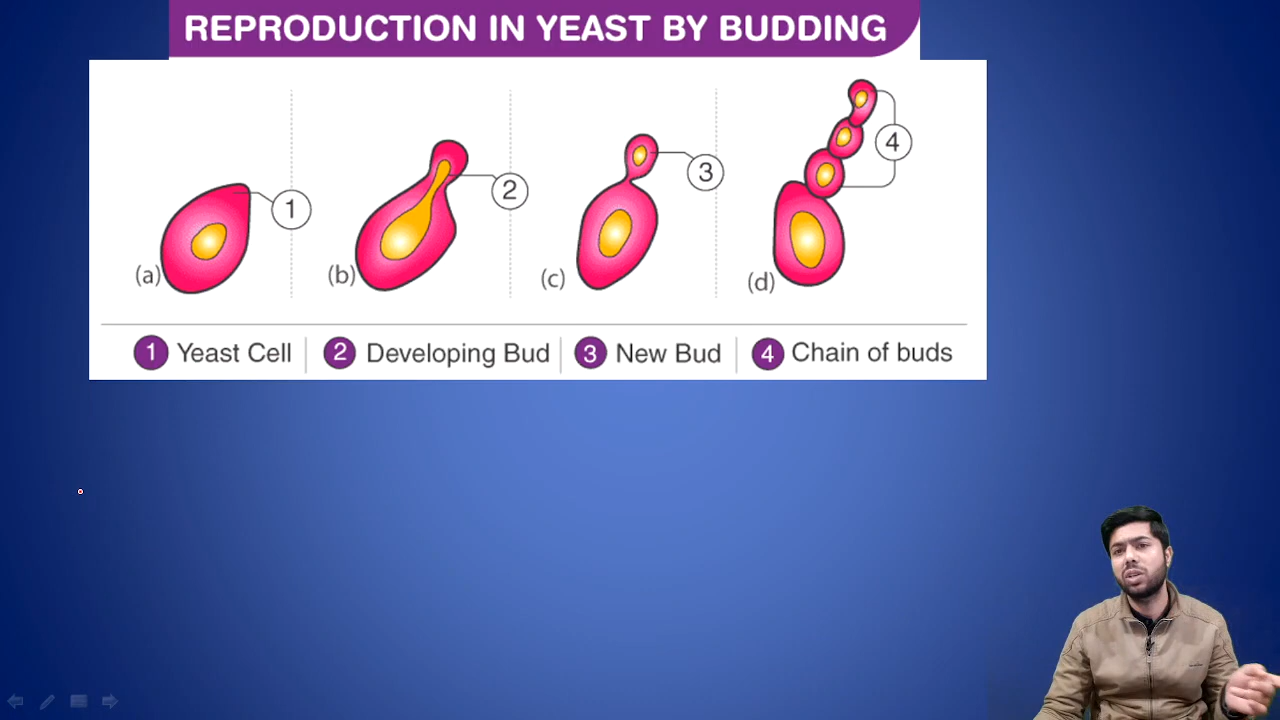 REPRODUCTION IN YEAST BY BUDDING
1
2
3
4
(a)
(b)
(c)
(d)
1 Yeast Cell
2 Developing Bud
3 New Bud
4 Chain of buds